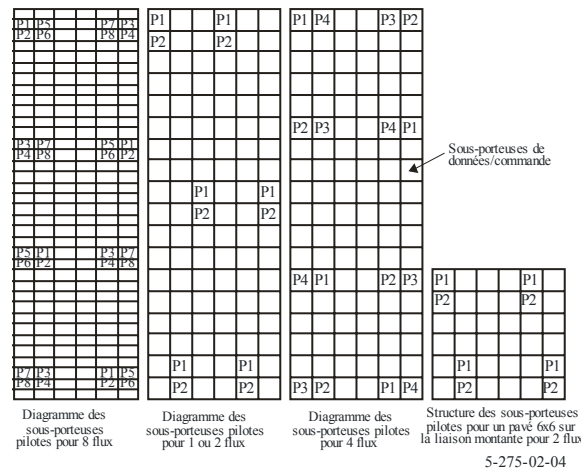 P1 P5 P7 P3
P2 P6 P8 P4
P3 P7 P5 P1
P4 P8 P6 P2
P5 P1 P3 P7
P6 P2 P4 P8
P7 P3 P1 P5
P8 P4 P2 P6
Diagramme des
sous-porteuses
pilotes pour 8 flux
P1 P1
P2 P2
P1 P1
P2 P2
P1 P1
P2 P2
Diagramme des
sous-porteuses pilotes
pour 1 ou 2 flux
P1 P4 P3 P2
P2 P3 P4 P1
P4 P1 P2 P3
P3 P2 P1 P4
Diagramme des
sous-porteuses pilotes
pour 4 flux
Sous-porteuses de
données/commande
P1 P1
P2 P2
P1 P1
P2 P2
Structure des sous-porteuses
pilotes pour un pavé 6x6 sur
la liaison montante pour 2 flux
5-275-02-04